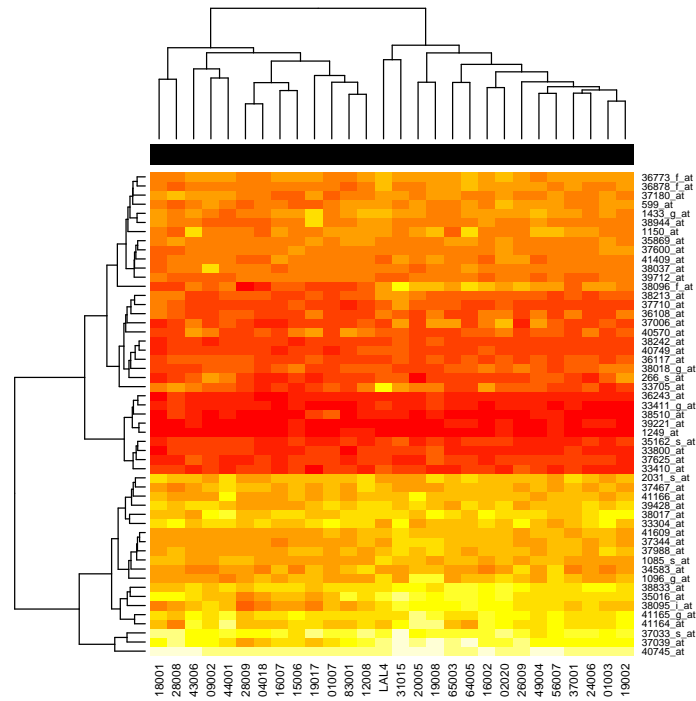 36773_f_at
36878_f_at
37180_at
599_at
1433_g_at
38944_at
1150_at
35869_at
37600_at
41409_at
38037_at
39712_at
38096_f_at
38213_at
37710_at
36108_at
37006_at
40570_at
38242_at
40749_at
36117_at
38018_g_at
266_s_at
33705_at
36243_at
33411_g_at
38510_at
39221_at
1249_at
35162_s_at
33800_at
37625_at
33410_at
2031_s_at
37467_at
41166_at
39428_at
38017_at
33304_at
41609_at
37344_at
37988_at
1085_s_at
34583_at
1096_g_at
38833_at
35016_at
38095_i_at
41165_g_at
41164_at
37033_s_at
37039_at
40745_at
18001
28008
43006
09002
44001
28009
04018
16007
15006
19017
01007
83001
12008
LAL4
31015
20005
19008
65003
64005
16002
02020
26009
49004
56007
37001
24006
01003
19002